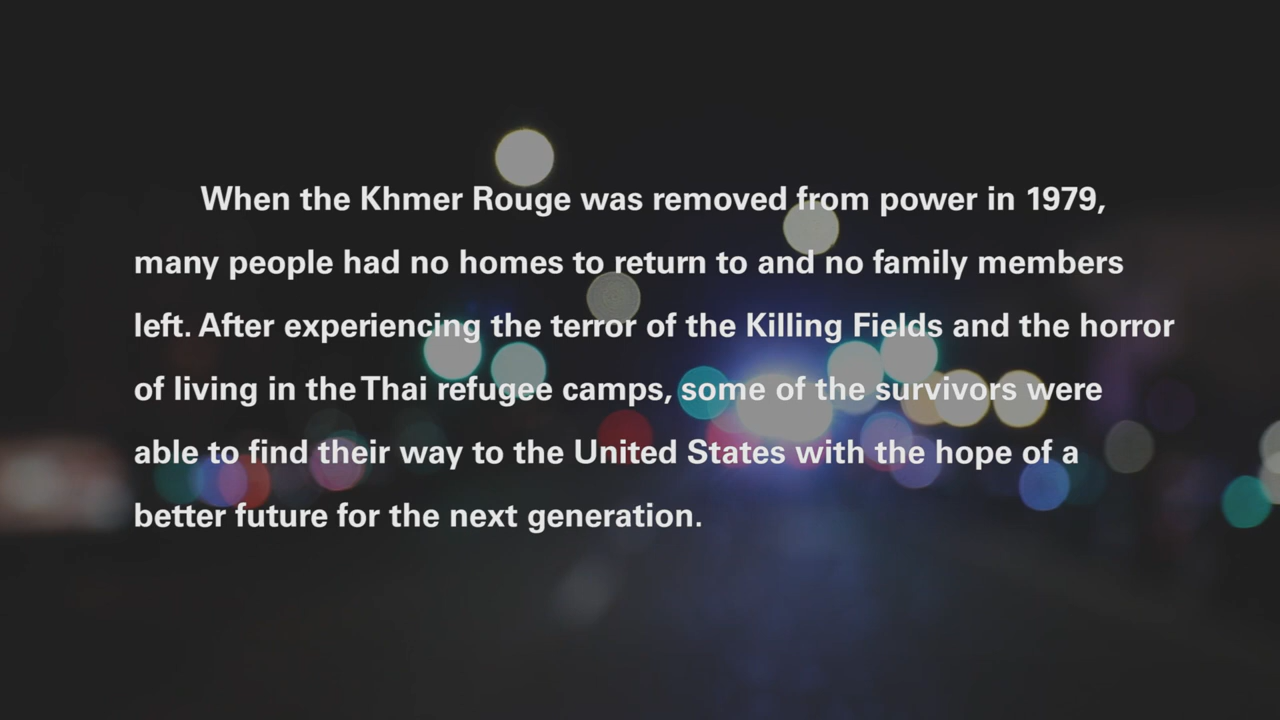 When the Khmer Rouge was removed from power in 1979,
many people had no homes to return to and no family members
left. After experiencing the terror of the Killing Fields and the horror
of living in the Thai refugee camps, some of the survivors were
able to find their way to the United States with the hope of a
better future for the next generation.